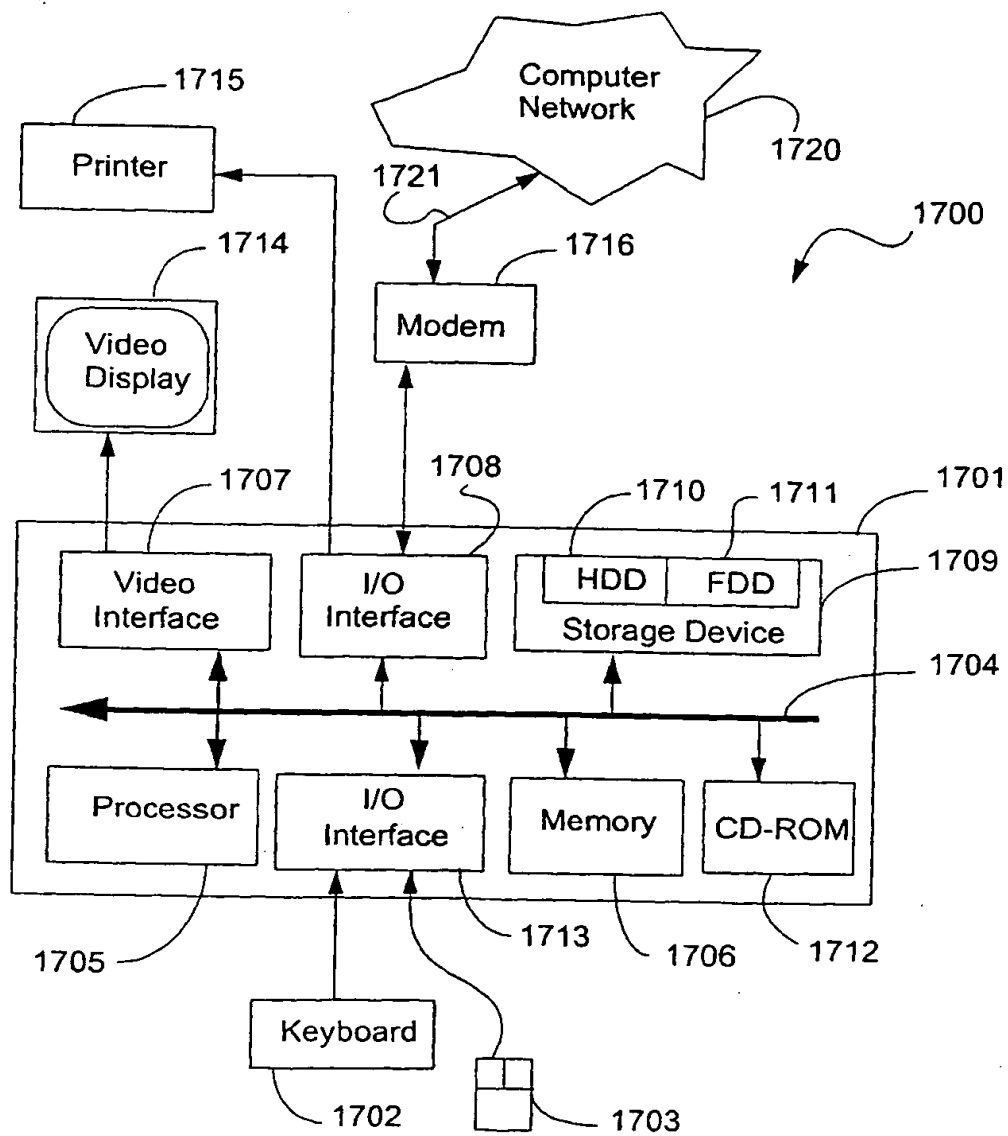 1715
Printer
Computer
Network
1720
1721
1714
1716
1700
Video
Display
Modem
1707
1708
1710
1711
1701
Video
Interface
I/O
Interface
HDD
FDD
Storage Device
1709
1704
Processor
I/O
Interface
Memory
CD-ROM
1705
1713
1706
1712
Keyboard
1702
1703